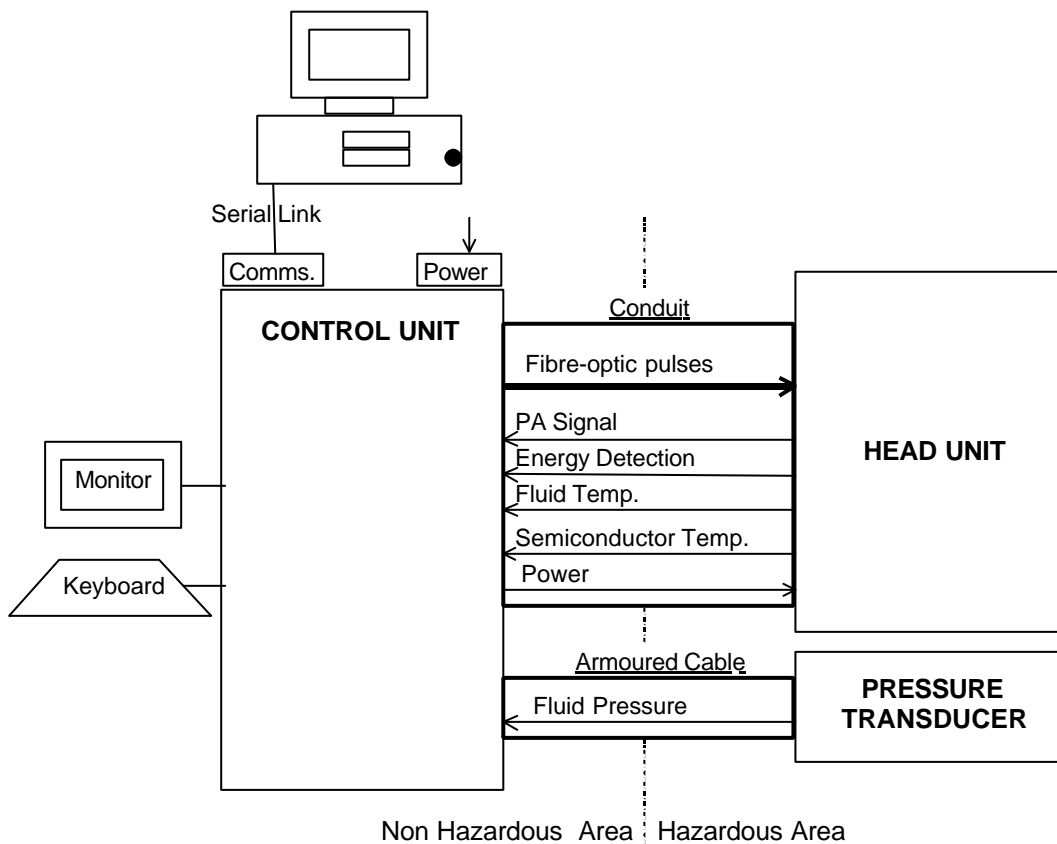 Serial Link
Comms.
Power
CONTROL UNIT
Conduit
Fibre-optic pulses
PA Signal
Energy Detection
Fluid Temp.
Semiconductor Temp.
Power
HEAD UNIT
Monitor
Keyboard
Armoured Cable
Fluid Pressure
PRESSURE
TRANSDUCER
Non Hazardous Area
Hazardous Area